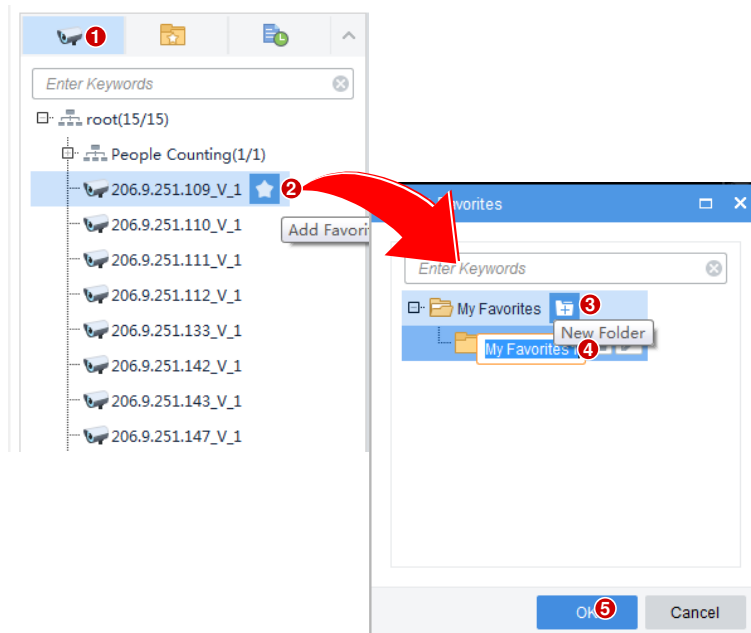 1
Enter Keywords
root(15/15)
People Counting(1/1)
206.9.251.109_V_1 2
Add Favori
206.9.251.110_V_1
206.9.251.111_V_1
206.9.251.112_V_1
206.9.251.133_V_1
206.9.251.142_V_1
206.9.251.143_V_1
206.9.251.147_V_1
vorites
Enter Keywords
My Favorites 3
New Folder
My Favorites 4
OK 5
Cancel